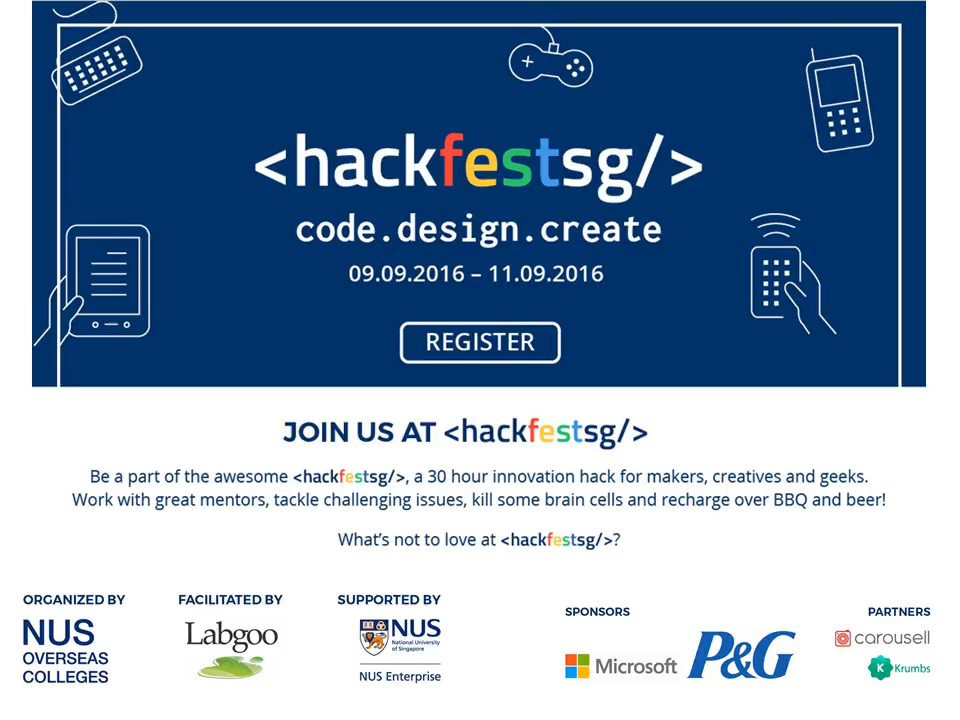 <hackfestsg/>
code.design.create
09.09.2016 – 11.09.2016
REGISTER
JOIN US AT <hackfestsg/>
Be a part of the awesome <hackfestsg/>, a 30 hour innovation hack for makers, creatives and geeks.
Work with great mentors, tackle challenging issues, kill some brain cells and recharge over BBQ and beer!
What's not to love at <hackfestsg/>?
ORGANIZED BY
NUS
OVERSEAS
COLLEGES
FACILITATED BY
Labgoo
SUPPORTED BY
NUS
National University
of Singapore
NUS Enterprise
SPONSORS
Microsoft
P&G
PARTNERS
carousell
K Krumbs